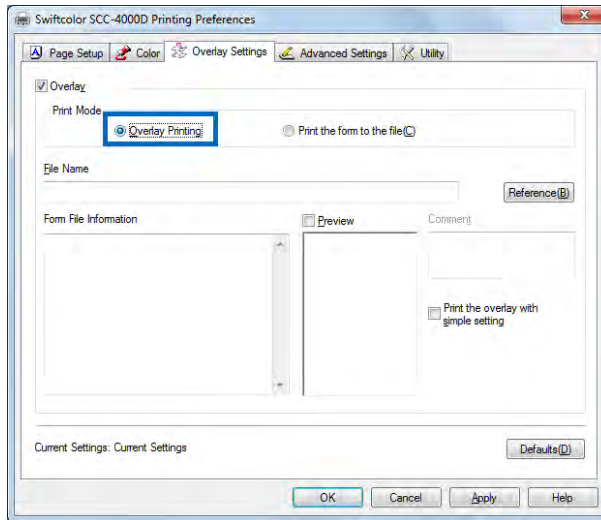 Swiftcolor SCC-4000D Printing Preferences
Page Setup Color Overlay Settings Advanced Settings Utility
Overlay
Print Mode
Overlay Printing Print the form to the file(C)
File Name
Reference(B)
Form File Information Preview Comment
Print the overlay with
simple setting
Current Settings: Current Settings Defaults(D)
OK Cancel Apply Help